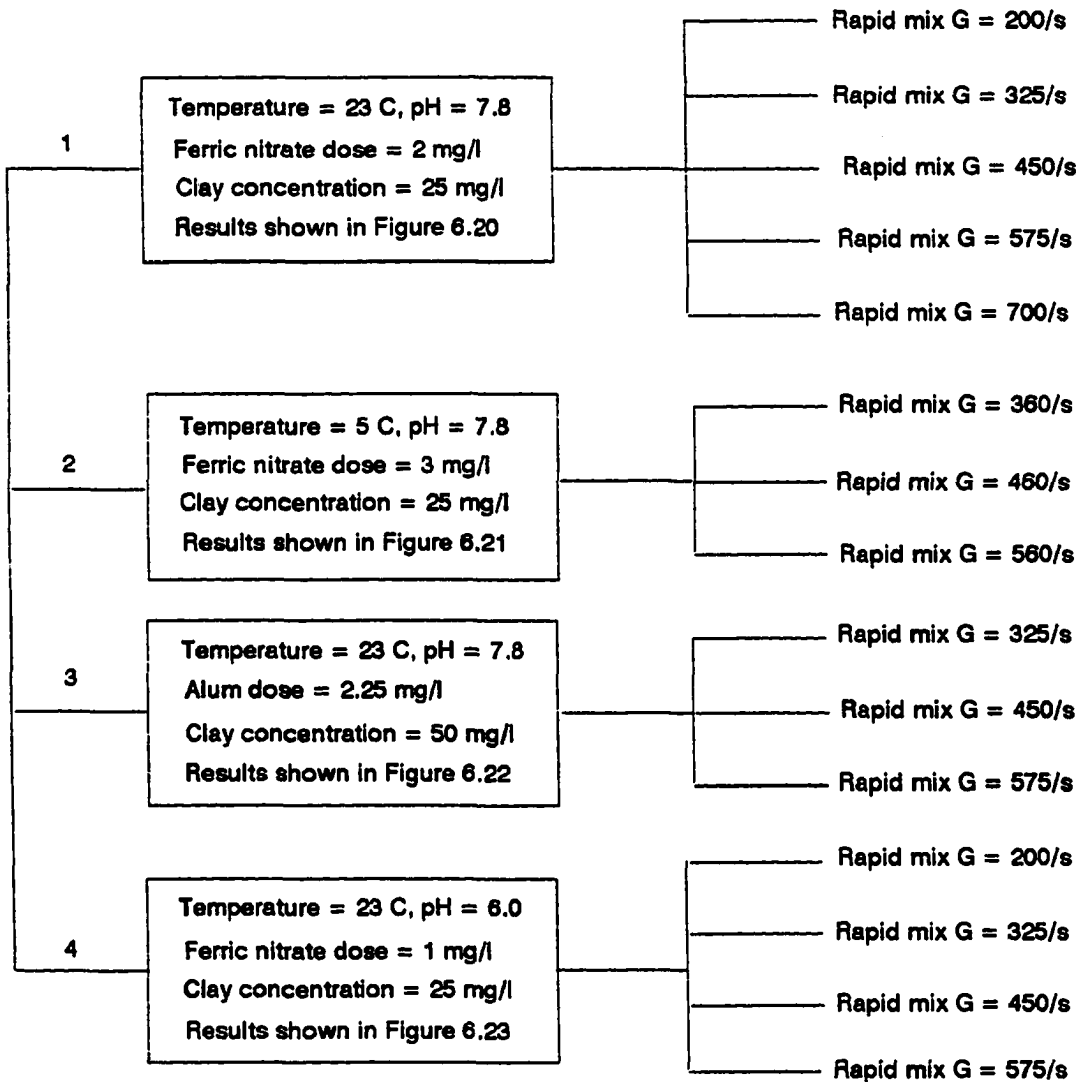 1
Temperature = 23 C, pH = 7.8
Ferric nitrate dose = 2 mg/l
Clay concentration = 25 mg/l
Results shown in Figure 6.20
Rapid mix G = 200/s
Rapid mix G = 325/s
Rapid mix G = 450/s
Rapid mix G = 575/s
Rapid mix G = 700/s
2
Temperature = 5 C, pH = 7.8
Ferric nitrate dose = 3 mg/l
Clay concentration = 25 mg/l
Results shown in Figure 6.21
Rapid mix G = 360/s
Rapid mix G = 460/s
Rapid mix G = 560/s
3
Temperature = 23 C, pH = 7.8
Alum dose = 2.25 mg/l
Clay concentration = 50 mg/l
Results shown in Figure 6.22
Rapid mix G = 325/s
Rapid mix G = 450/s
Rapid mix G = 575/s
4
Temperature = 23 C, pH = 6.0
Ferric nitrate dose = 1 mg/l
Clay concentration = 25 mg/l
Results shown in Figure 6.23
Rapid mix G = 200/s
Rapid mix G = 325/s
Rapid mix G = 450/s
Rapid mix G = 575/s